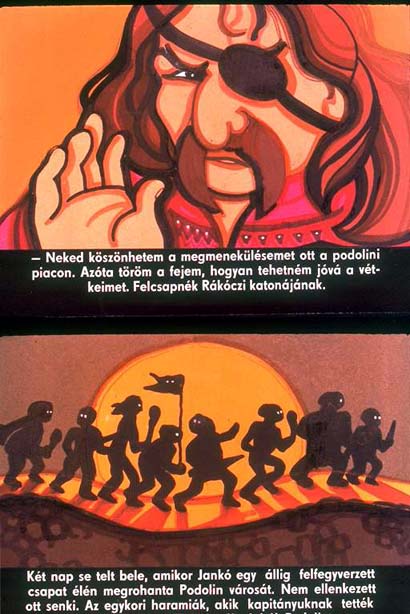 — Neked köszönhetem a megmenekülésemet ott a podolini
piacon. Azóta töröm a fejem, hogyan tehetném jóvá a vét-
keimet. Felcsapnék Rákóczi katonájának.
Két nap se telt bele, amikor Jankó egy állig felfegyverzett
csapat élén megrohanta Podolin városát. Nem ellenkezett
ott senki. Az egykori haramiák, akik kapitányuknak tették